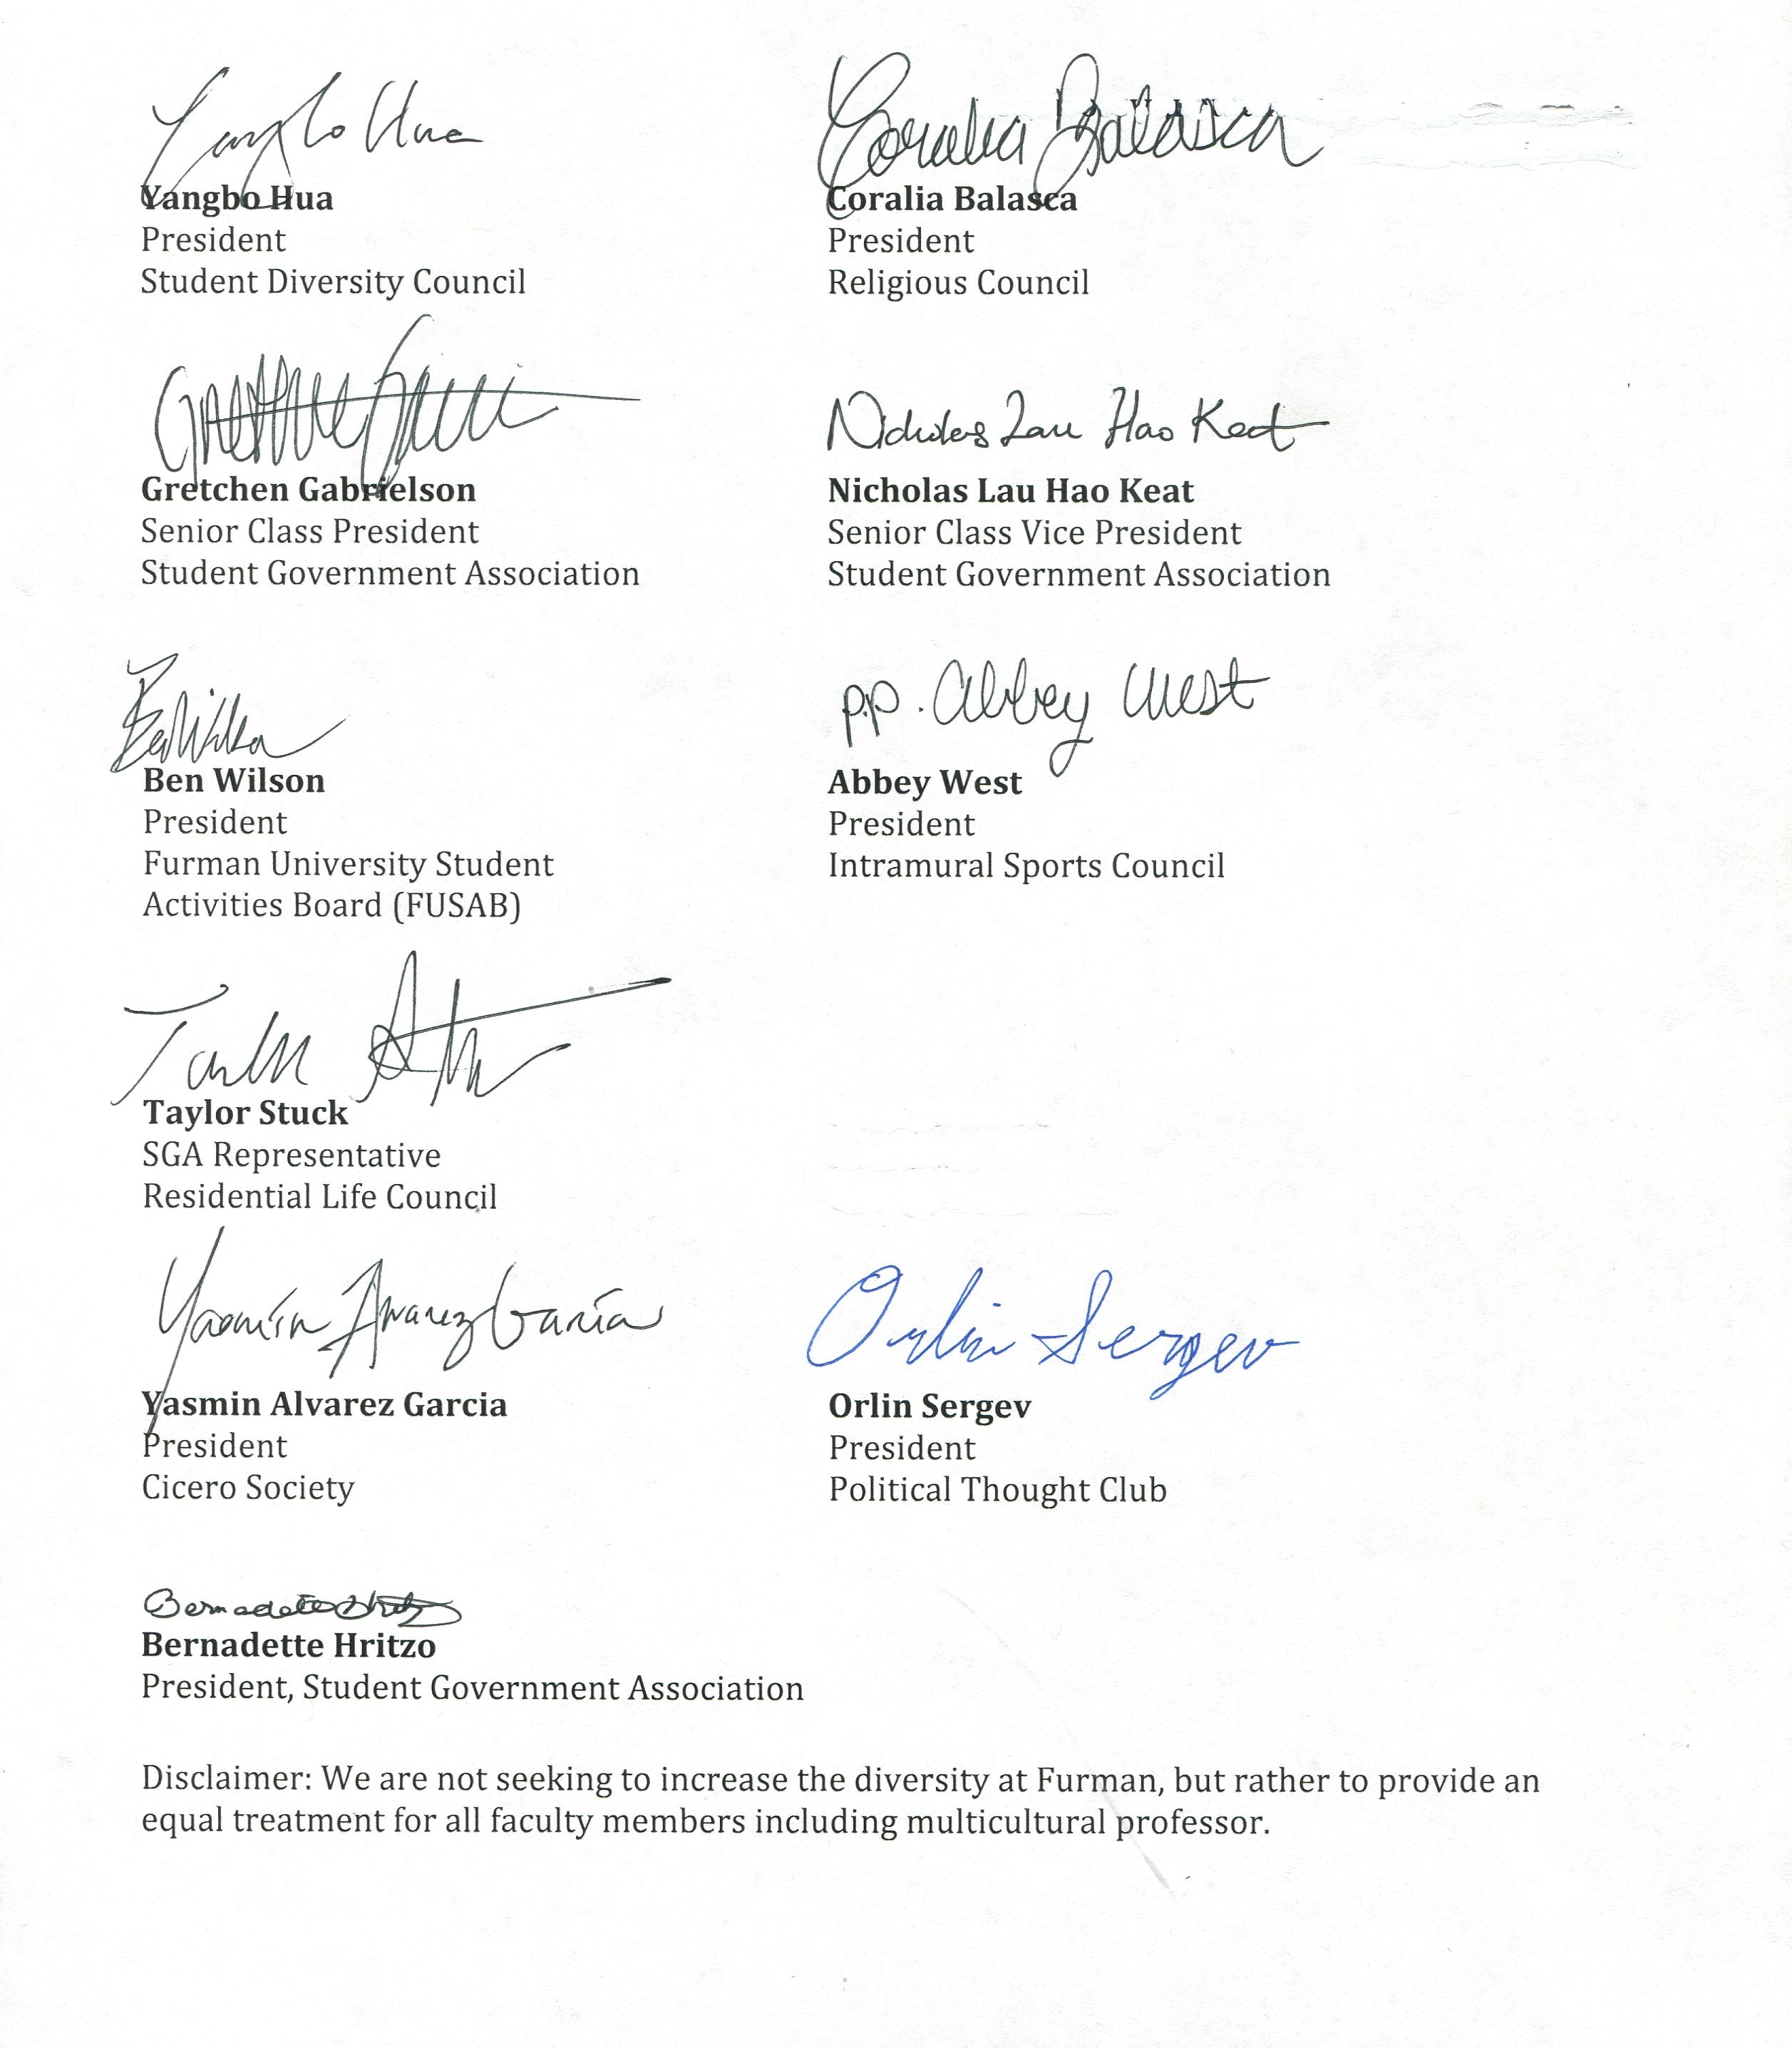 Yangbo Hua
Yangbo Hua
President
Student Diversity Council
Coralia Balasca
Coralia Balasca
President
Religious Council
Gretchen Gabrielson
Senior Class President
Student Government Association
Nicholas Lau Hao Keat
Nicholas Lau Hao Keat
Senior Class Vice President
Student Government Association
Ben Wilson
Ben Wilson
President
Furman University Student
Activities Board (FUSAB)
p.p. Abbey West
Abbey West
President
Intramural Sports Council
Taylor Stuck
SGA Representative
Residential Life Council
Yasmin Alvarez Garcia
Yasmin Alvarez Garcia
President
Cicero Society
Orlin Sergev
Orlin Sergev
President
Political Thought Club
Bernadette Hritzo
Bernadette Hritzo
President, Student Government Association
Disclaimer: We are not seeking to increase the diversity at Furman, but rather to provide an
equal treatment for all faculty members including multicultural professor.